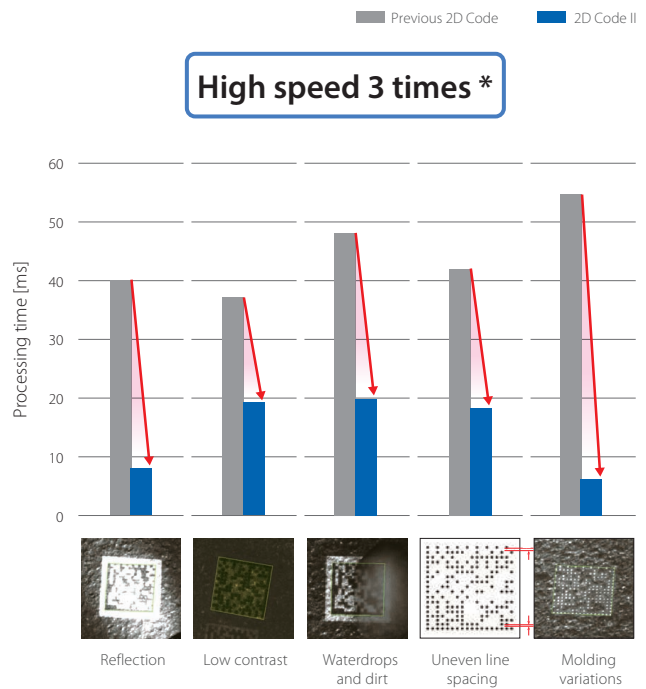 Previous 2D Code
2D Code II
High speed 3 times *
Processing time [ms]
60
50
40
30
20
10
0
Reflection
Low contrast
Waterdrops
and dirt
Uneven line
spacing
Molding
variations